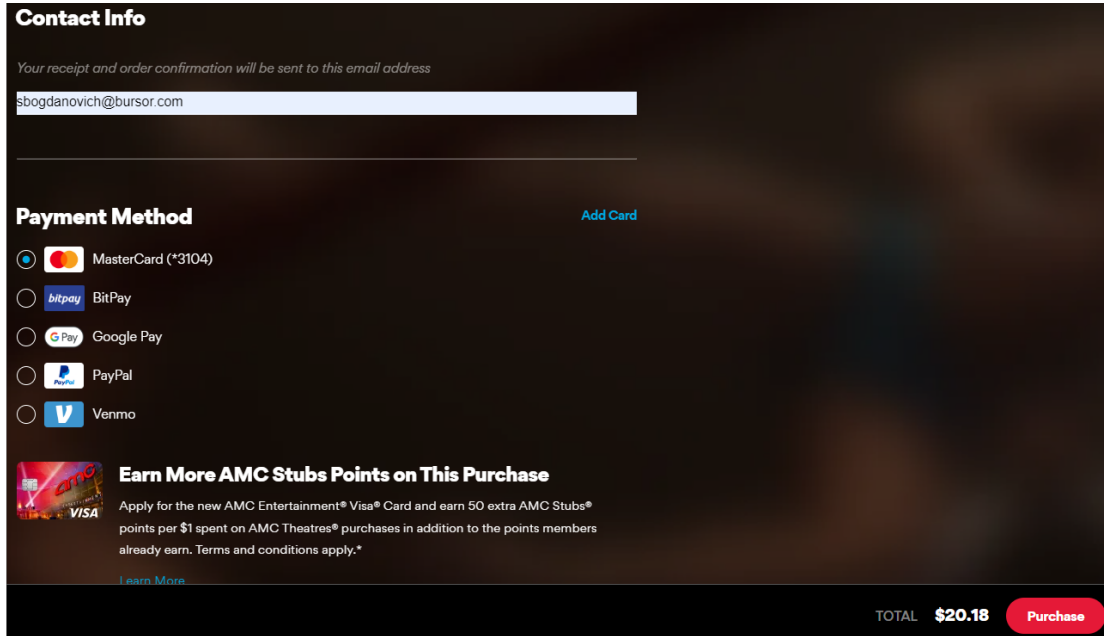 Contact Info
Your receipt and order confirmation will be sent to this email address
sbogdanovich@bursor.com
Payment Method
Add Card
MasterCard (*3104)
bitpay BitPay
G Pay Google Pay
PayPal PayPal
V Venmo
amc
VISA
Earn More AMC Stubs Points on This Purchase
Apply for the new AMC Entertainment® Visa® Card and earn 50 extra AMC Stubs®
points per $1 spent on AMC Theatres® purchases in addition to the points members
already earn. Terms and conditions apply.*
Learn More
TOTAL $20.18 Purchase